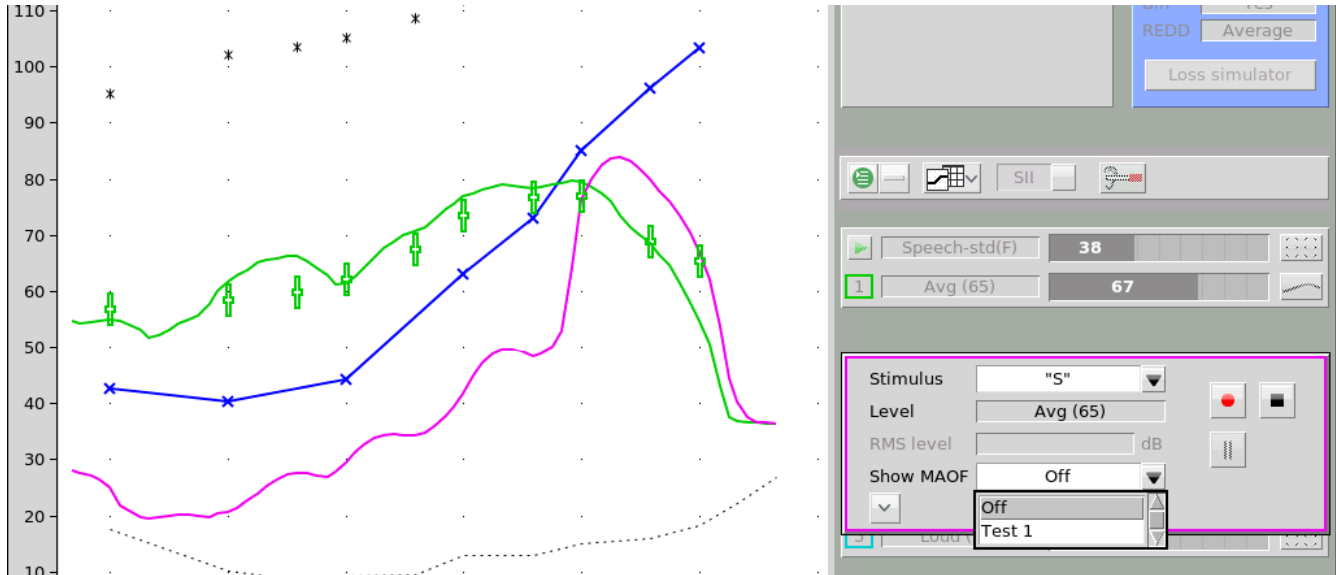 110
100
90
80
70
60
50
40
30
20
10
REDD Average
Loss simulator
SII
Speech-std(F) 38
1 Avg (65) 67
Stimulus "S"
Level Avg (65)
RMS level dB
Show MAOF Off
Off
Test 1